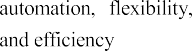 automation, flexibility,
and efficiency